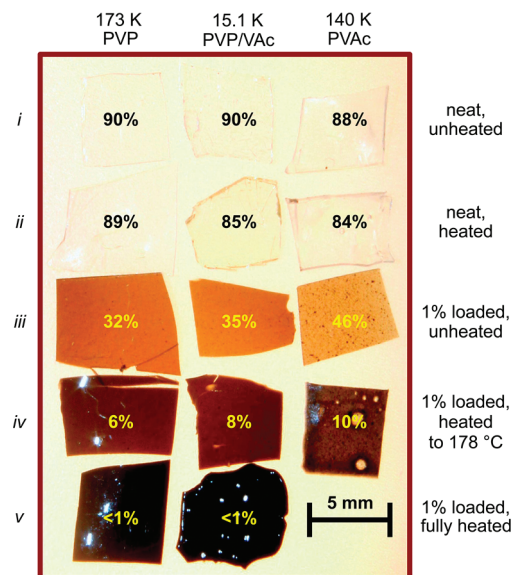 173 K 15.1 K 140 K
PVP PVP/VAc PVAc
i 90% 90% 88% neat,
unheated
ii 89% 85% 84% neat,
heated
iii 32% 35% 46% 1% loaded,
unheated
iv 6% 8% 10% 1% loaded,
heated
to 178 °C
v <1% <1% 5 mm 1% loaded,
fully heated